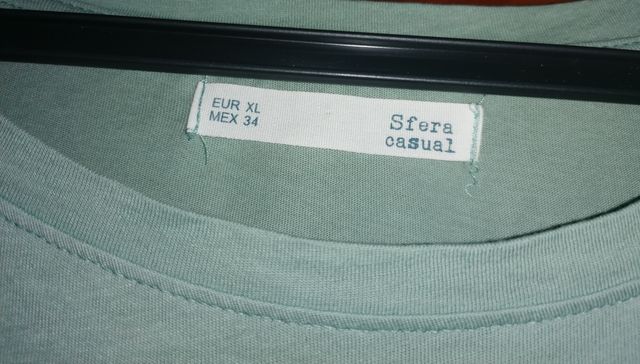 EUR XL
MEX 34
Sfera
casual